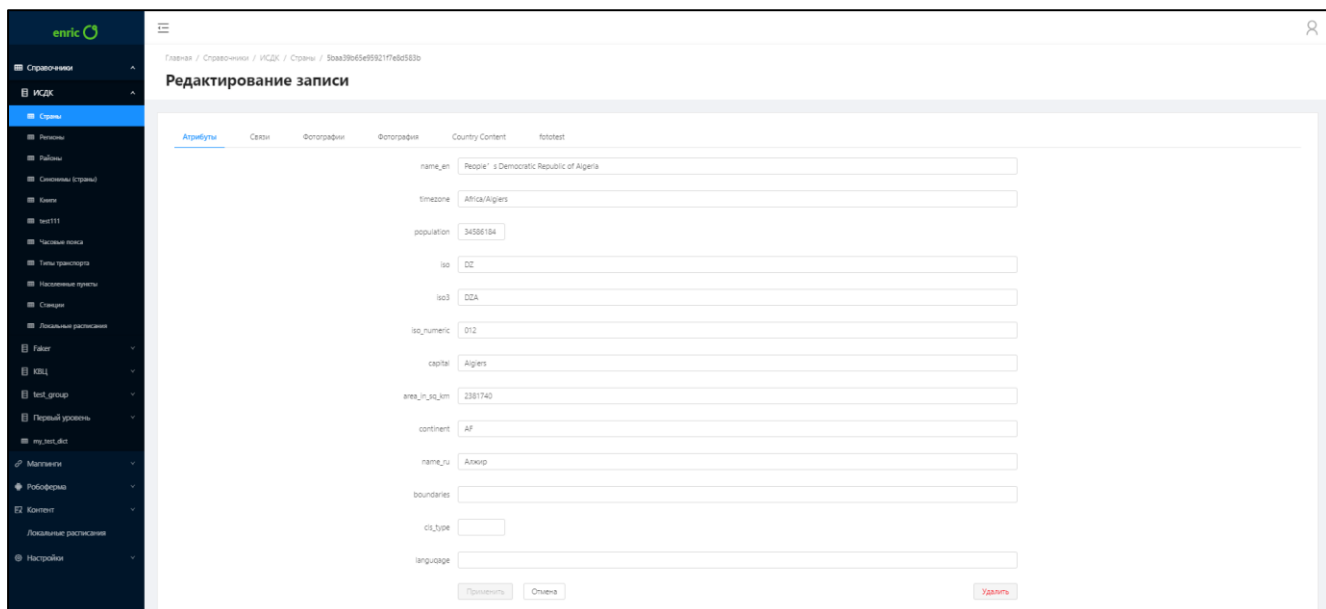 enric
Справочники
ИСДК
Страны
Регионы
Районы
Синонимы (страны)
Книги
test111
Часовые пояса
Типы транспорта
Населенные пункты
Станции
Локальные расписания
Faker
КВЦ
test_group
Первый уровень
my_test_dict
Маппинги
Робоферма
Контент
Локальные расписания
Настройки
Главная / Справочники / ИСДК / Страны / 5baa39b65e95921f7e8d583b
Редактирование записи
Атрибуты Связи Фотографии Фотография Country Content fototest
name_en People' s Democratic Republic of Algeria
timezone Africa/Algiers
population 34586184
iso DZ
iso3 DZA
iso_numeric 012
capital Algiers
area_in_sq_km 2381740
continent AF
name_ru Алжир
boundaries
cis_type
languqage
Применить Отмена Удалить